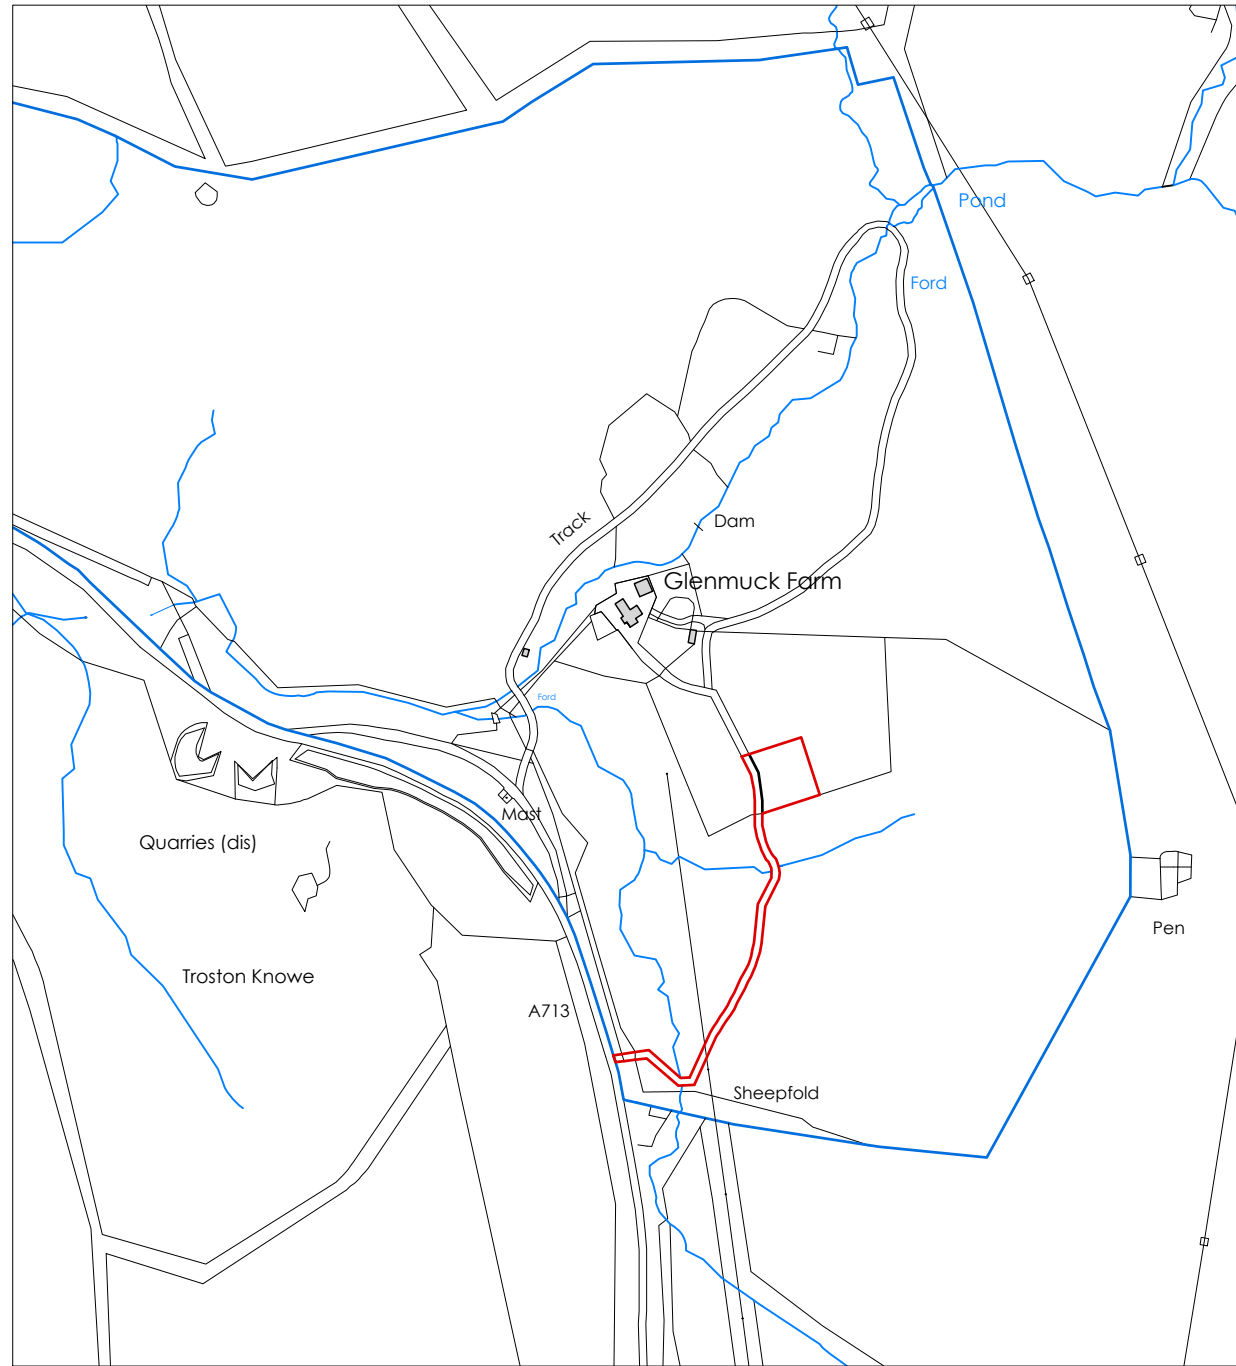 Pond
Ford
Track
Dam
Glenmuck Farm
Ford
Mast
Quarries (dis)
Pen
Troston Knowe
A713
Sheepfold